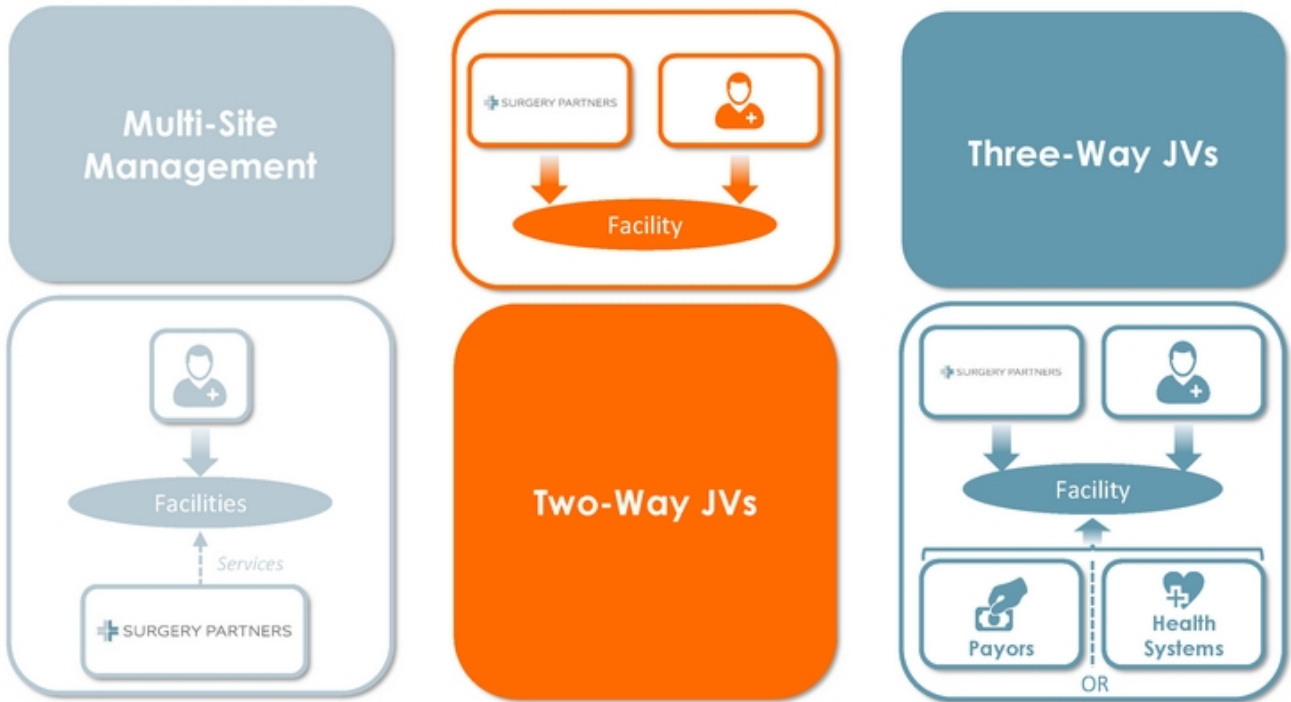 Multi-Site
Management
Facilities
Services
SURGERY PARTNERS
SURGERY PARTNERS
Facility
Two-Way JVs
Three-Way JVs
SURGERY PARTNERS
Facility
Payors
Health
Systems
OR